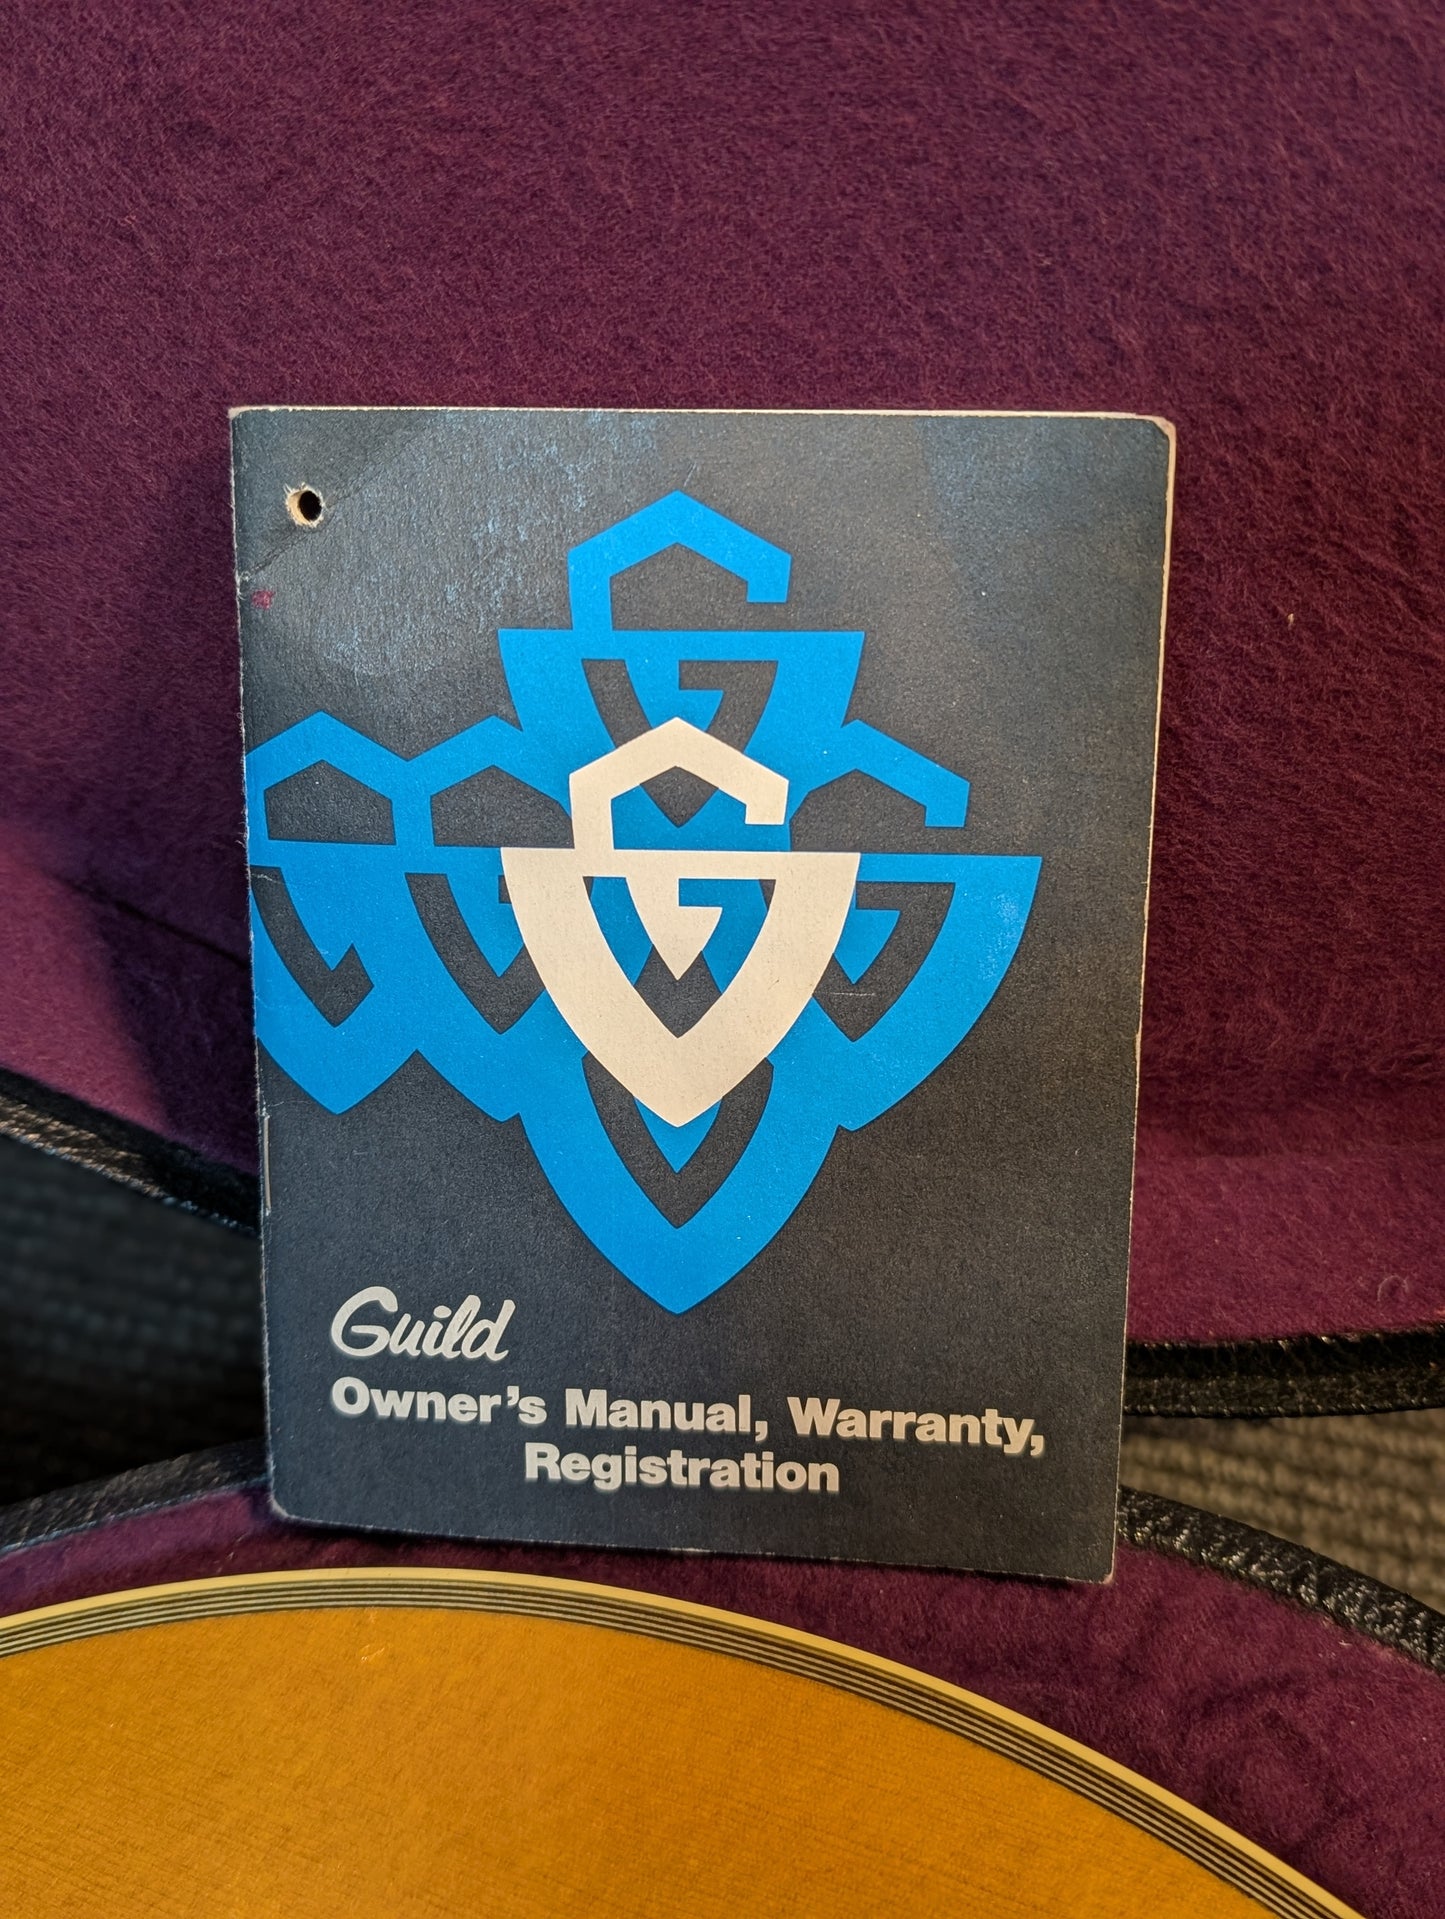 Guild
Owner's Manual, Warranty,
Registration